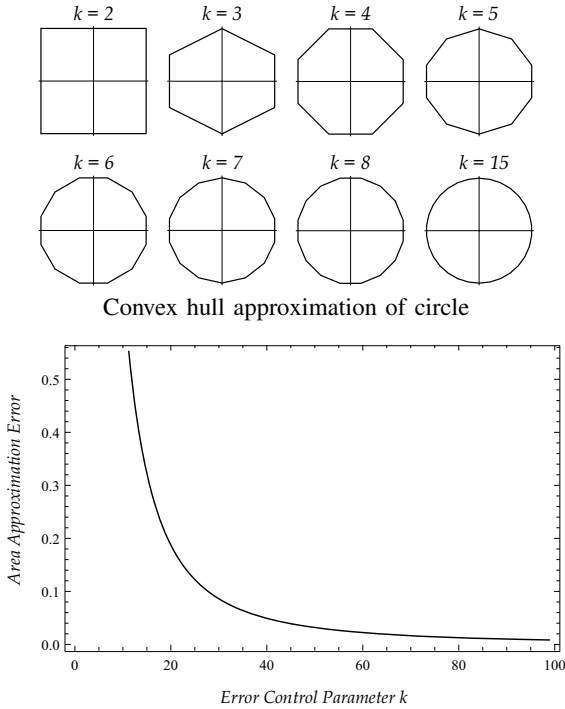 k = 2 k = 3 k = 4 k = 5
k = 6 k = 7 k = 8 k = 15
Convex hull approximation of circle
0.5
0.4
0.3
0.2
0.1
0.0
Area Approximation Error
0 20 40 60 80 100
Error Control Parameter k